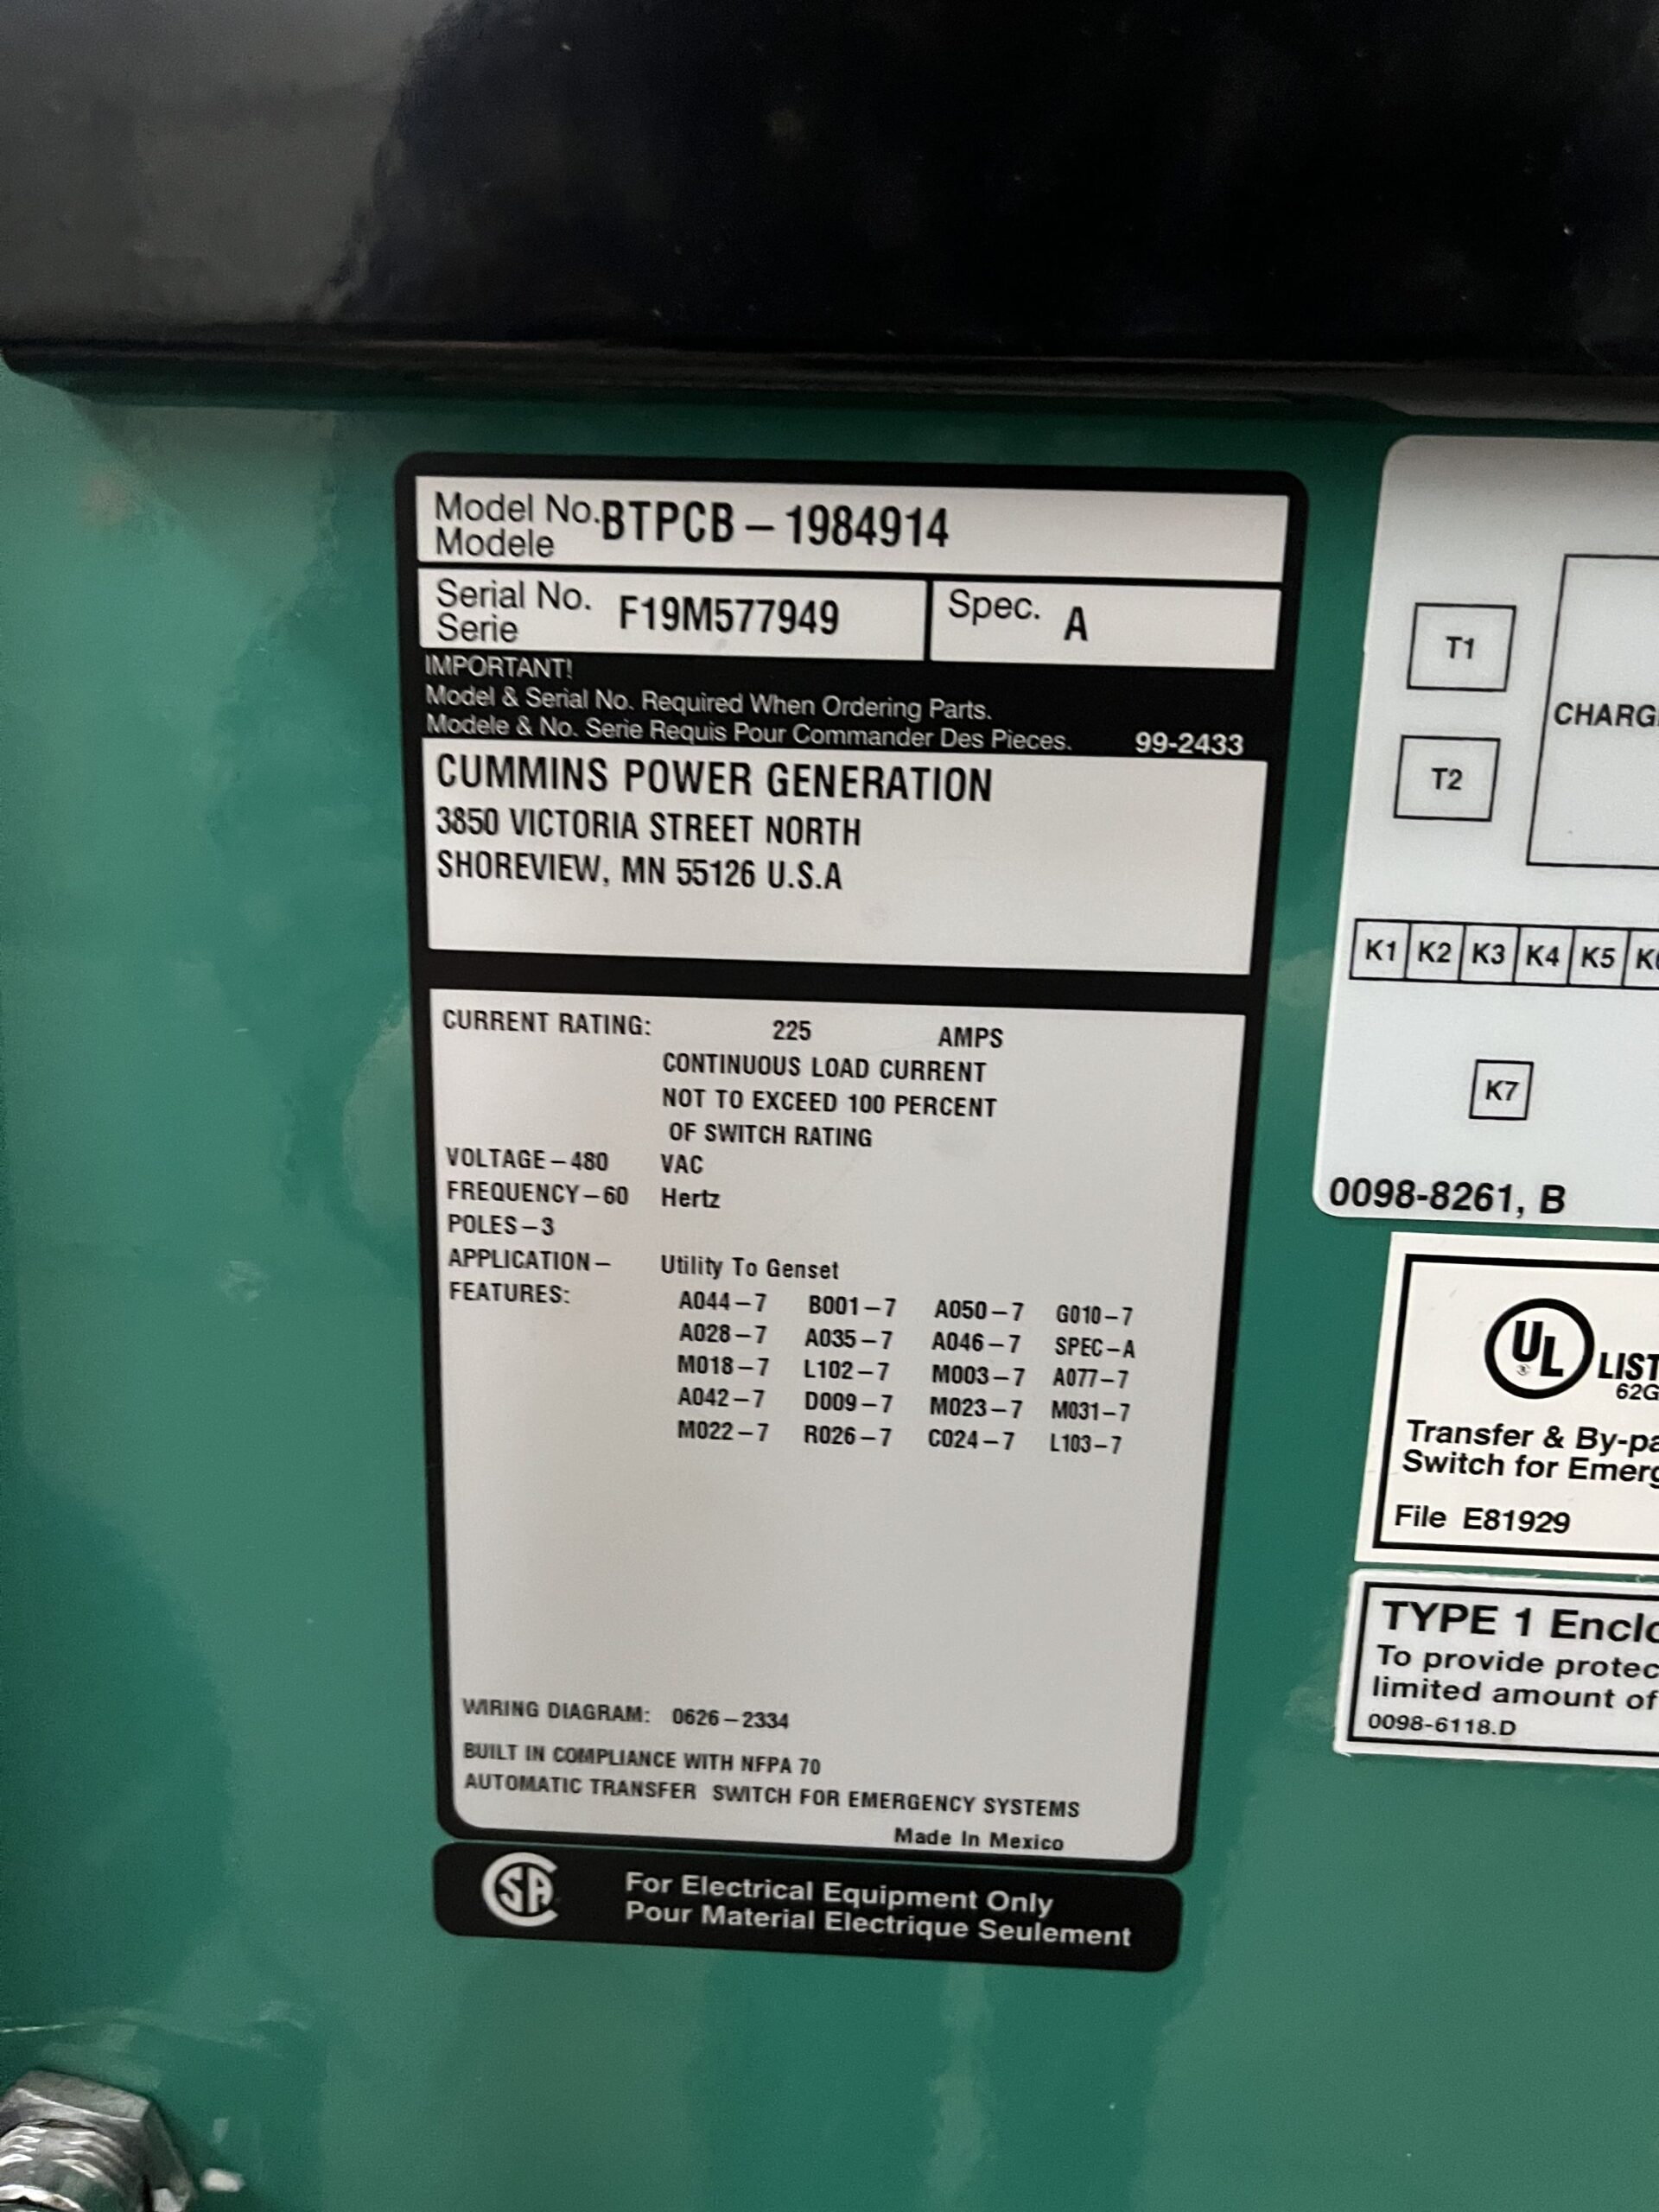 Model No. BTPCB – 1984914
Modele
Serial No. F19M577949
Serie
Spec. A
IMPORTANT!
Model & Serial No. Required When Ordering Parts.
Modele & No. Serie Requis Pour Commander Des Pieces. 99-2433
CUMMINS POWER GENERATION
3850 VICTORIA STREET NORTH
SHOREVIEW, MN 55126 U.S.A
CURRENT RATING: 225 AMPS
CONTINUOUS LOAD CURRENT
NOT TO EXCEED 100 PERCENT
OF SWITCH RATING
VOLTAGE – 480 VAC
FREQUENCY – 60 Hertz
POLES – 3
APPLICATION – Utility To Genset
FEATURES:
A044 – 7 B001 – 7 A050 – 7 G010 – 7
A028 – 7 A035 – 7 A046 – 7 SPEC – A
M018 – 7 L102 – 7 M003 – 7 A077 – 7
A042 – 7 D009 – 7 M023 – 7 M031 – 7
M022 – 7 R026 – 7 C024 – 7 L103 – 7
WIRING DIAGRAM: 0626 – 2334
BUILT IN COMPLIANCE WITH NFPA 70
AUTOMATIC TRANSFER SWITCH FOR EMERGENCY SYSTEMS
Made In Mexico
SA
For Electrical Equipment Only
Pour Material Electrique Seulement
T1
T2
CHARG
K1 K2 K3 K4 K5
K7
0098-8261, B
UL LIST
62G
Transfer & By-pa
Switch for Emerg
File E81929
TYPE 1 Enclo
To provide protec
limited amount of
0098-6118.D